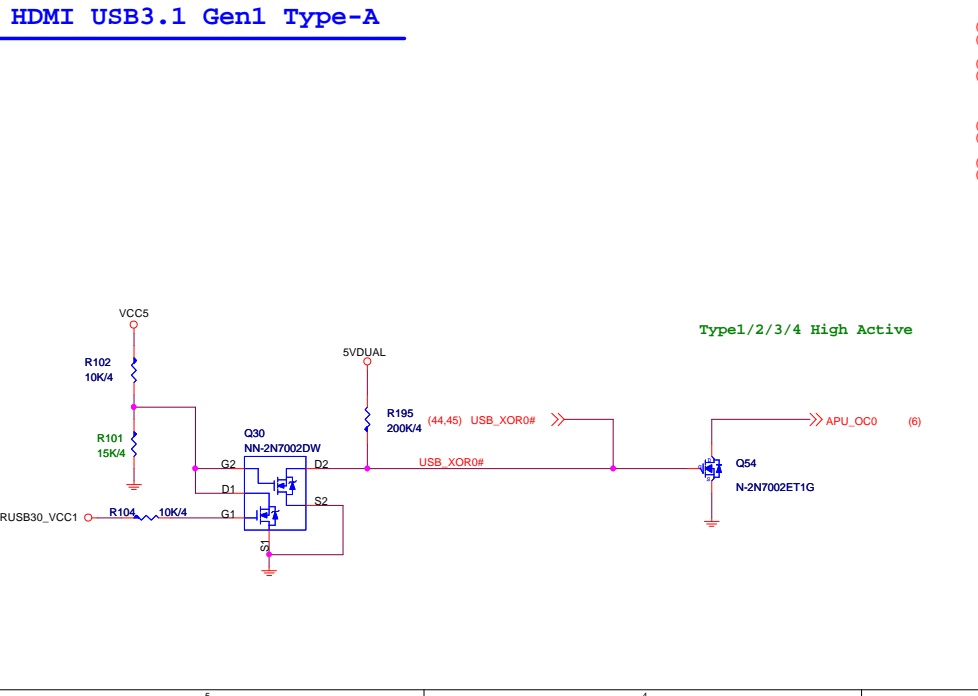 HDMI USB3.1 Gen1 Type-A
VCC5
Type1/2/3/4 High Active
5VDUAL
R102
10K/4
R195
200K/4
(44,45)
USB_XOR0#
APU_OC0
(6)
R101
15K/4
Q30
NN-2N7002DW
G2
D2
USB_XOR0#
Q54
N-2N7002ET1G
D1
S2
RUSB30_VCC1
R104
10K/4
G1
S1
5
4